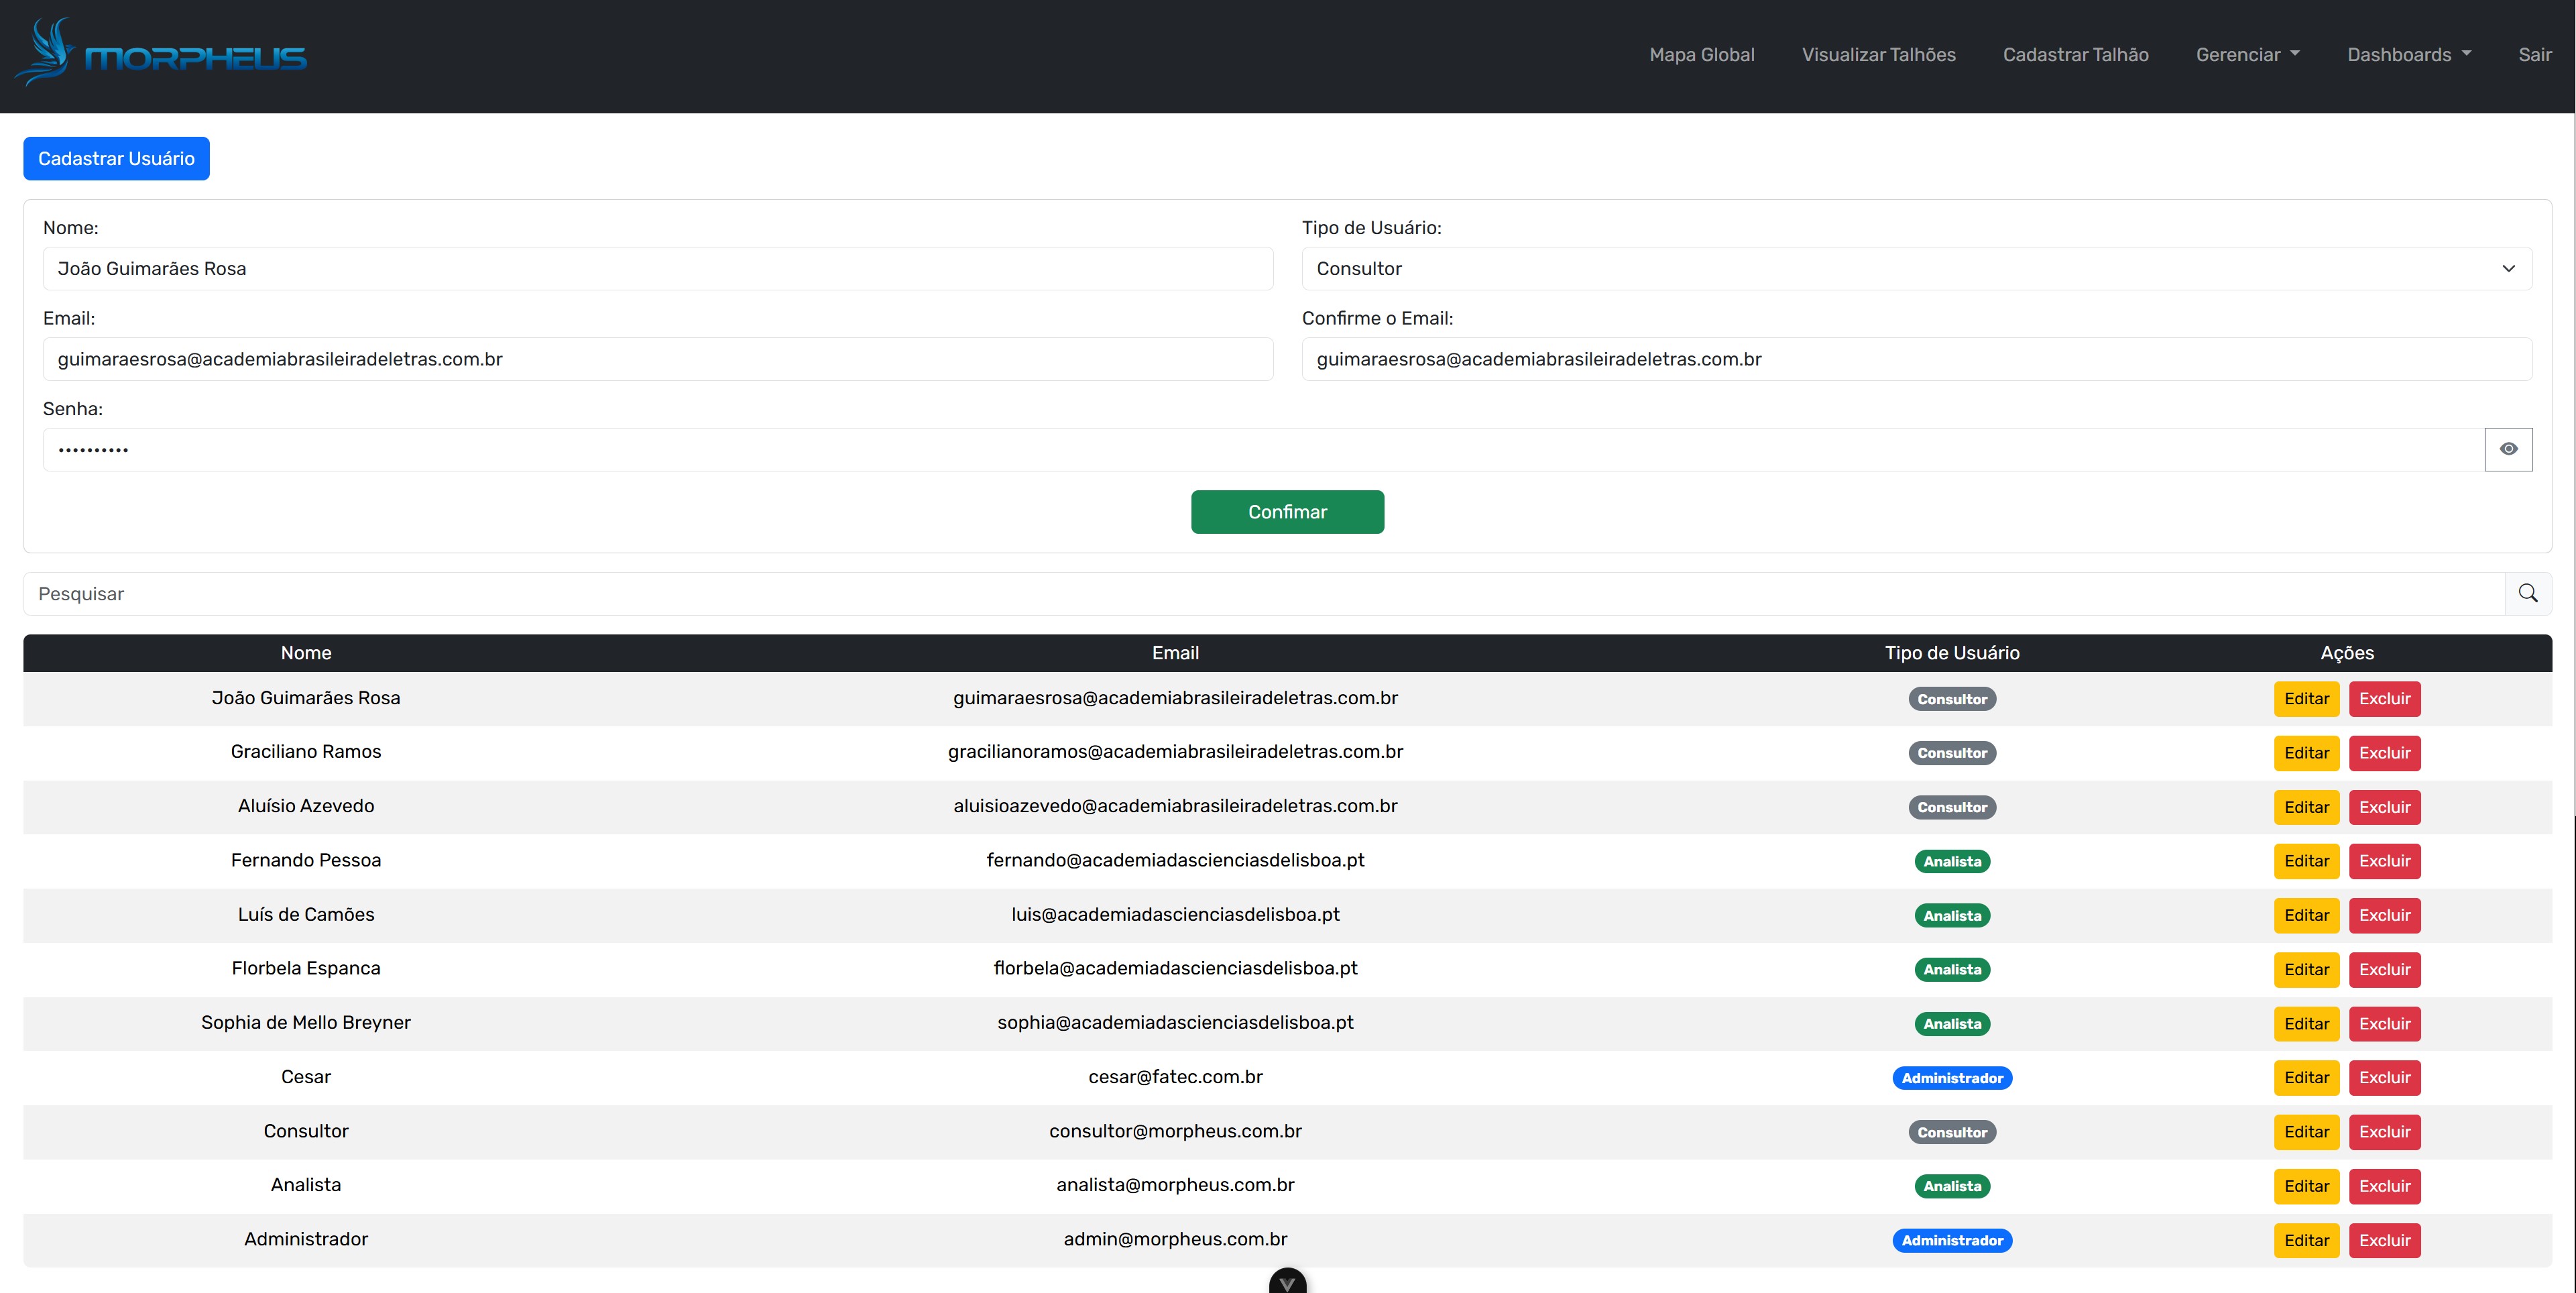 MORPHEUS
Mapa Global Visualizar Talhões Cadastrar Talhão Gerenciar Dashboards Sair
Cadastrar Usuário
Nome: Tipo de Usuário:
João Guimarães Rosa Consultor
Email: Confirme o Email:
guimaraesrosa@academiabrasileiradeletras.com.br guimaraesrosa@academiabrasileiradeletras.com.br
Senha:
••••••••••
Confimar
Pesquisar
Nome Email Tipo de Usuário Ações
João Guimarães Rosa guimaraesrosa@academiabrasileiradeletras.com.br Consultor Editar Excluir
Graciliano Ramos gracilianoramos@academiabrasileiradeletras.com.br Consultor Editar Excluir
Aluísio Azevedo aluisioazevedo@academiabrasileiradeletras.com.br Consultor Editar Excluir
Fernando Pessoa fernando@academiadascienciasdelisboa.pt Analista Editar Excluir
Luís de Camões luis@academiadascienciasdelisboa.pt Analista Editar Excluir
Florbela Espanca florbela@academiadascienciasdelisboa.pt Analista Editar Excluir
Sophia de Mello Breyner sophia@academiadascienciasdelisboa.pt Analista Editar Excluir
Cesar cesar@fatec.com.br Administrador Editar Excluir
Consultor consultor@morpheus.com.br Consultor Editar Excluir
Analista analista@morpheus.com.br Analista Editar Excluir
Administrador admin@morpheus.com.br Administrador Editar Excluir